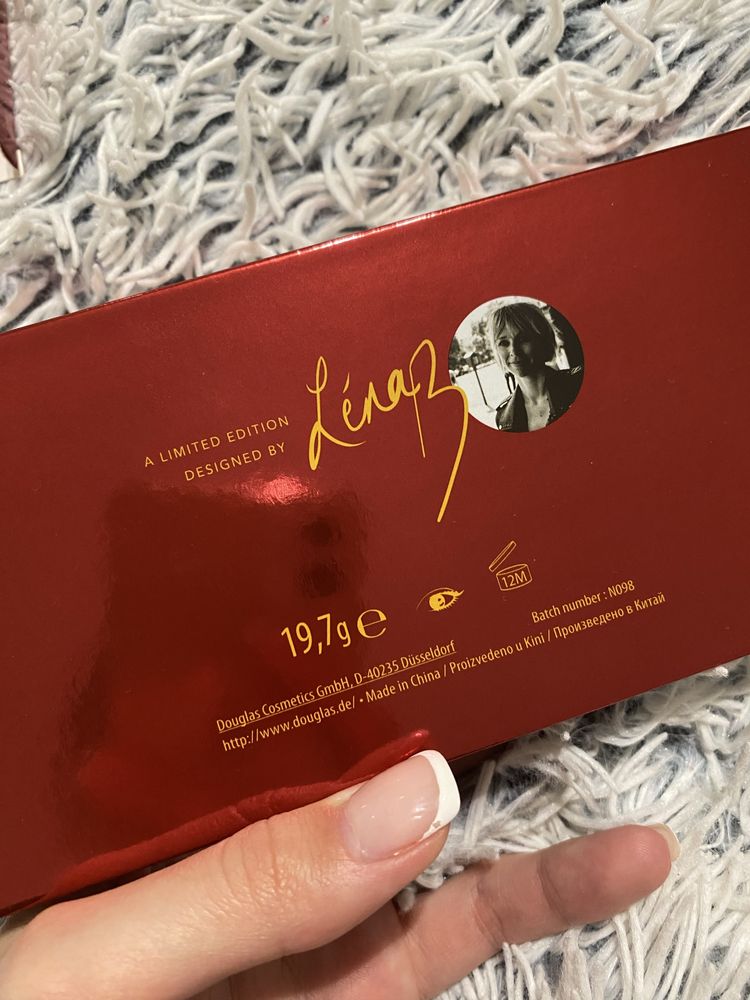 A LIMITED EDITION
DESIGNED BY
LénaB
12M
19,7g e
Batch number : N098
Douglas Cosmetics GmbH, D-40235 Düsseldorf
http://www.douglas.de/ • Made in China / Proizvedeno u Kini / Произведено в Китай